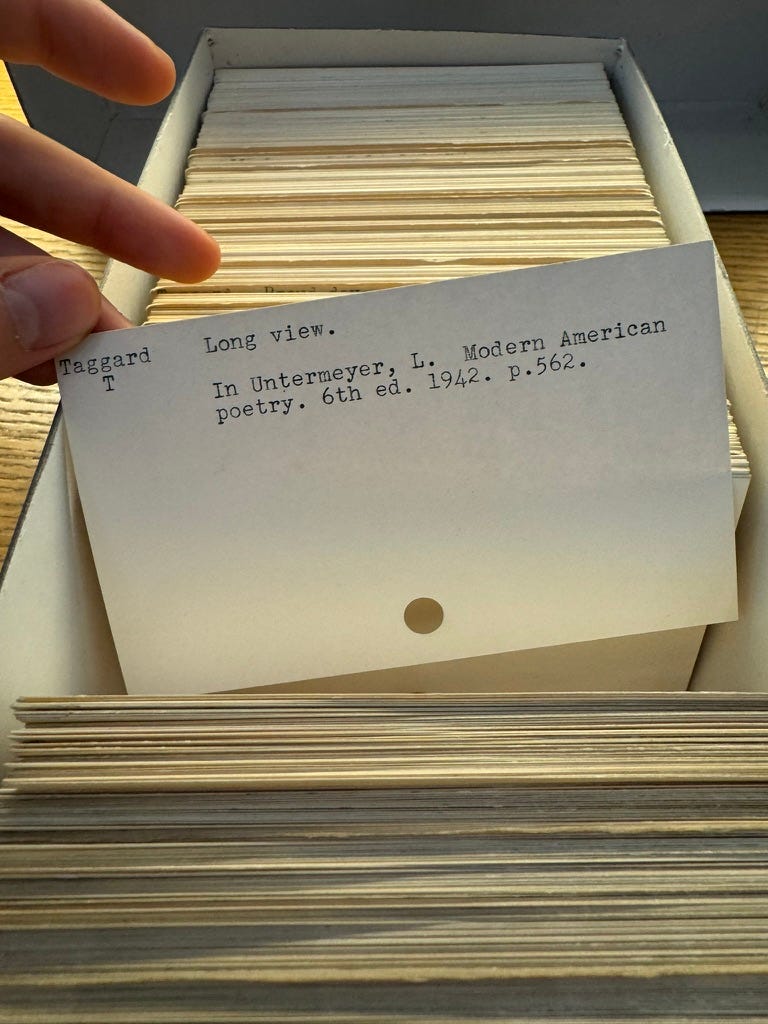 Taggard Long view.
T In Untermeyer, L. Modern American
poetry. 6th ed. 1942. p.562.